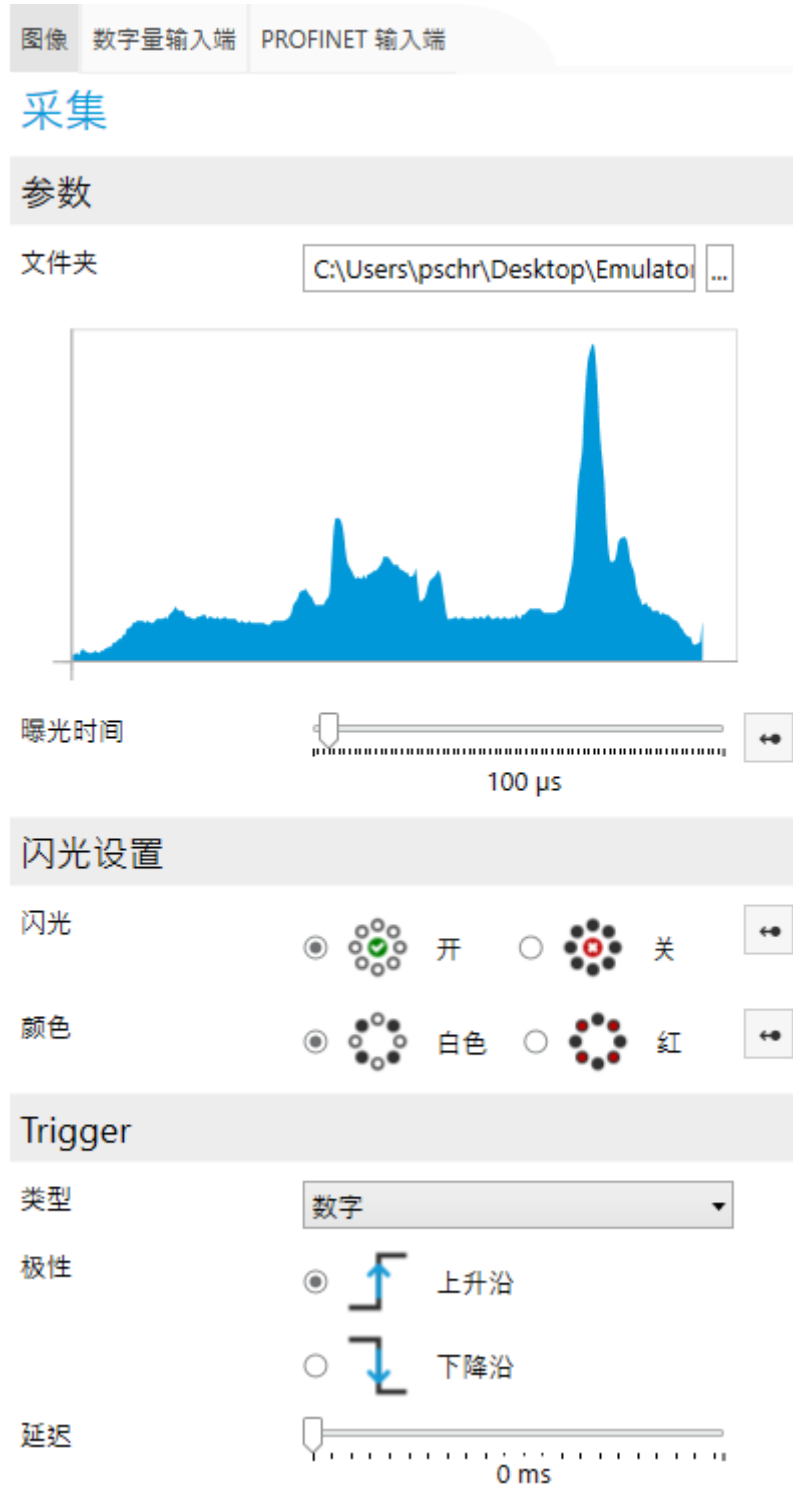 图像 数字量输入端 PROFINET 输入端
采集
参数
文件夹 C:\Users\pschr\Desktop\Emulator ...
曝光时间
100 µs
闪光设置
闪光 开 关
颜色 白色 红
Trigger
类型 数字
极性 上升沿
下降沿
延迟
0 ms